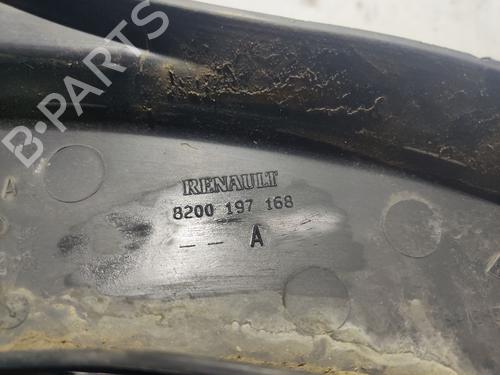 B-PARTS
RENAULT
8200 197 168
-- A
A